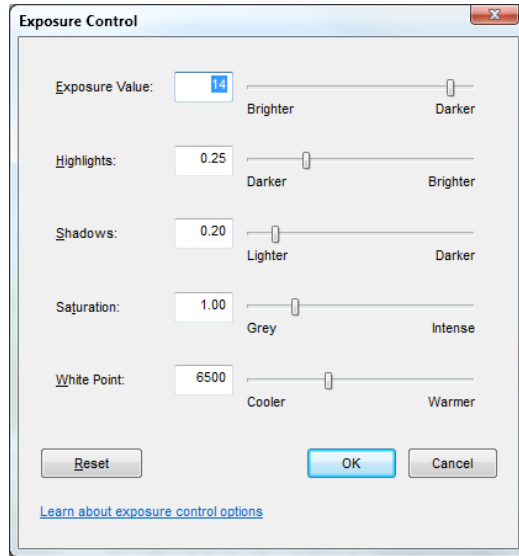 Exposure Control
Exposure Value: 14
Brighter Darker
Highlights: 0.25
Darker Brighter
Shadows: 0.20
Lighter Darker
Saturation: 1.00
Grey Intense
White Point: 6500
Cooler Warmer
Reset OK Cancel
Learn about exposure control options